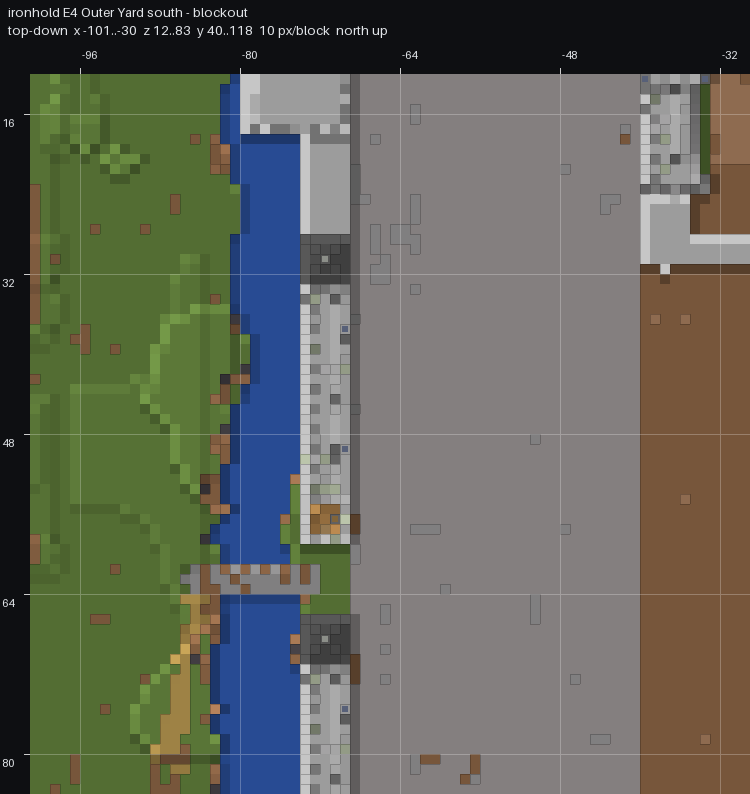 ironhold E4 Outer Yard south - blockout
top-down  x -101..-30  z 12..83  y 40..118  10 px/block  north up
-96 -80 -64 -48 -32
16
32
48
64
80